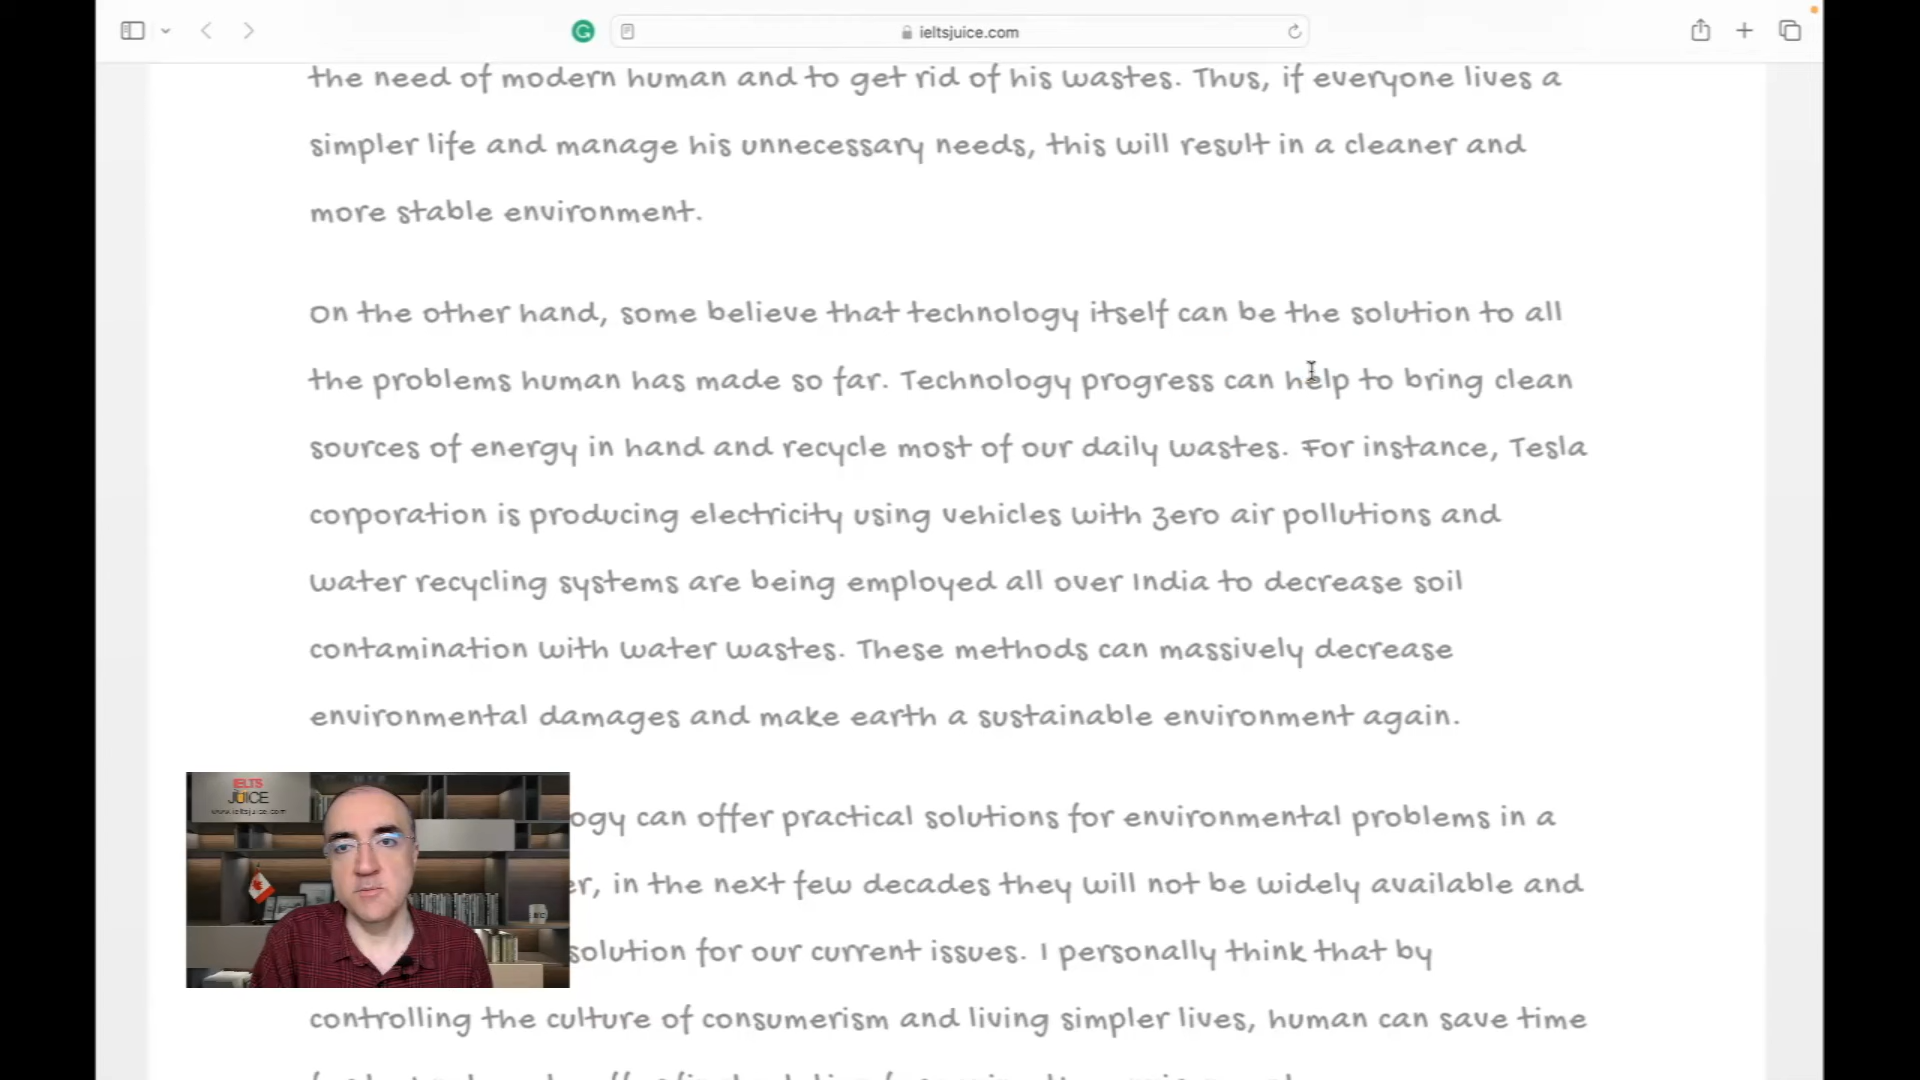 ieltsjuice.com
the need of modern human and to get rid of his wastes. Thus, if everyone lives a
simpler life and manage his unnecessary needs, this will result in a cleaner and
more stable environment.
On the other hand, some believe that technology itself can be the solution to all
the problems human has made so far. Technology progress can help to bring clean
sources of energy in hand and recycle most of our daily wastes. For instance, Tesla
corporation is producing electricity using vehicles with zero air pollutions and
water recycling systems are being employed all over India to decrease soil
contamination with water wastes. These methods can massively decrease
environmental damages and make earth a sustainable environment again.
ogy can offer practical solutions for environmental problems in a
er, in the next few decades they will not be widely available and
solution for our current issues. I personally think that by
controlling the culture of consumerism and living simpler lives, human can save time
IELTS
JUICE
www.ieltsjuice.com